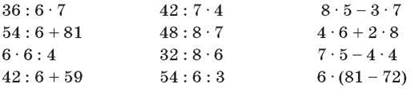 36 : 6 · 7
54 : 6 + 81
6 · 6 : 4
42 : 6 + 59
42 : 7 · 4
48 : 8 · 7
32 : 8 · 6
54 : 6 : 3
8 · 5 – 3 · 7
4 · 6 + 2 · 8
7 · 5 – 4 · 4
6 · (81 – 72)